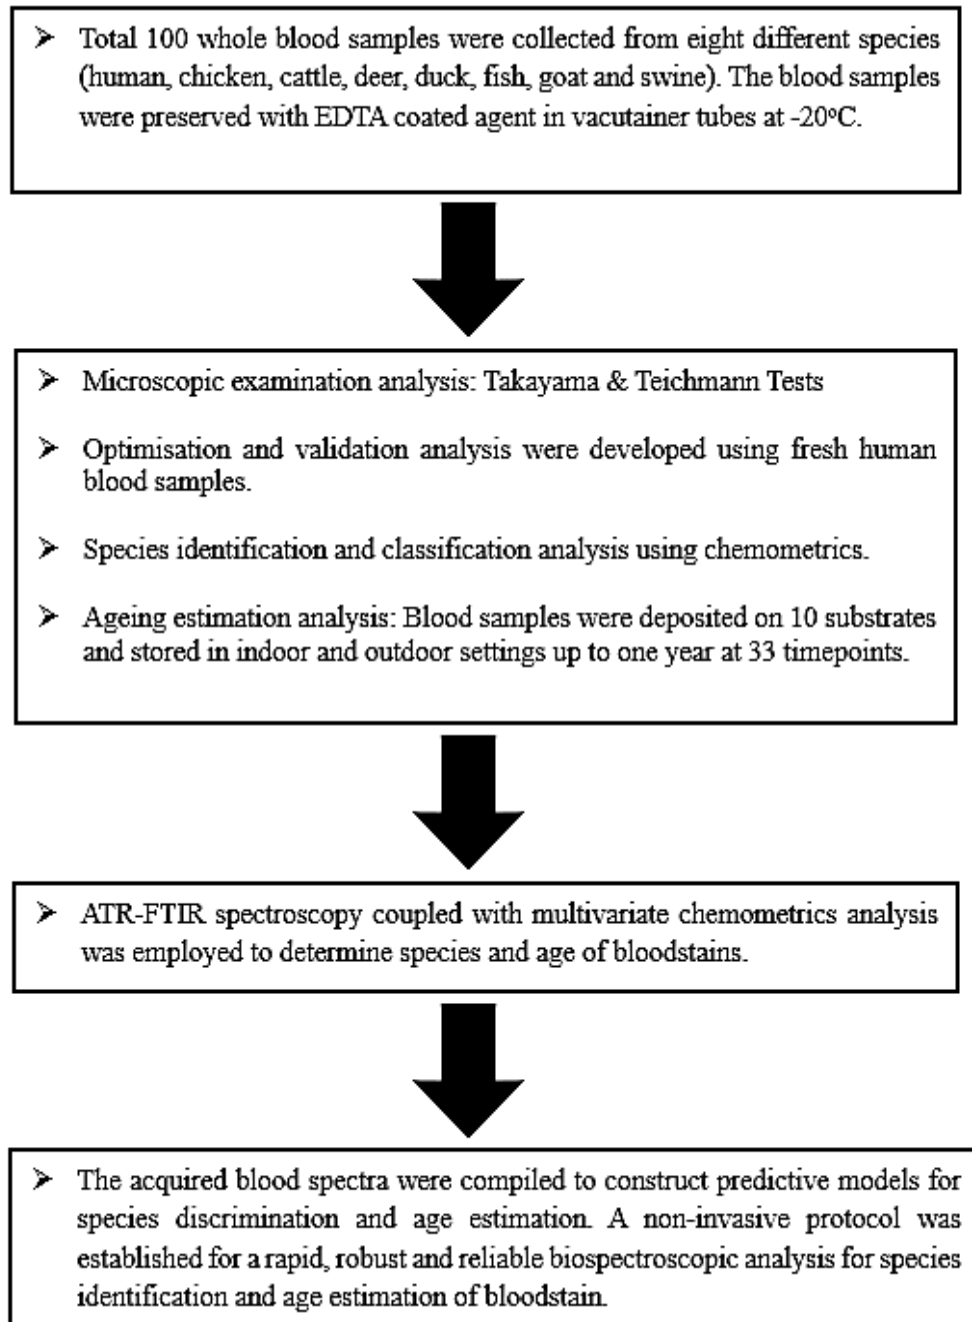 ➤ Total 100 whole blood samples were collected from eight different species
(human, chicken, cattle, deer, duck, fish, goat and swine). The blood samples
were preserved with EDTA coated agent in vacutainer tubes at -20ºC.
➤ Microscopic examination analysis: Takayama & Teichmann Tests
➤ Optimisation and validation analysis were developed using fresh human
blood samples.
➤ Species identification and classification analysis using chemometrics.
➤ Ageing estimation analysis: Blood samples were deposited on 10 substrates
and stored in indoor and outdoor settings up to one year at 33 timepoints.
➤ ATR-FTIR spectroscopy coupled with multivariate chemometrics analysis
was employed to determine species and age of bloodstains.
➤ The acquired blood spectra were compiled to construct predictive models for
species discrimination and age estimation. A non-invasive protocol was
established for a rapid, robust and reliable biospectroscopic analysis for species
identification and age estimation of bloodstain.